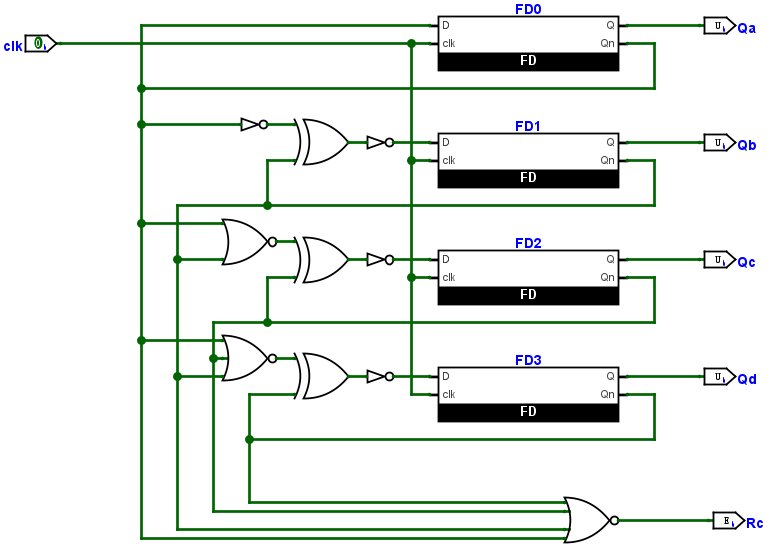 FD0
clk 0
D Q
clk Qn
FD
U Qa
FD1
D Q
clk Qn
FD
U Qb
FD2
D Q
clk Qn
FD
U Qc
FD3
D Q
clk Qn
FD
U Qd
E Rc